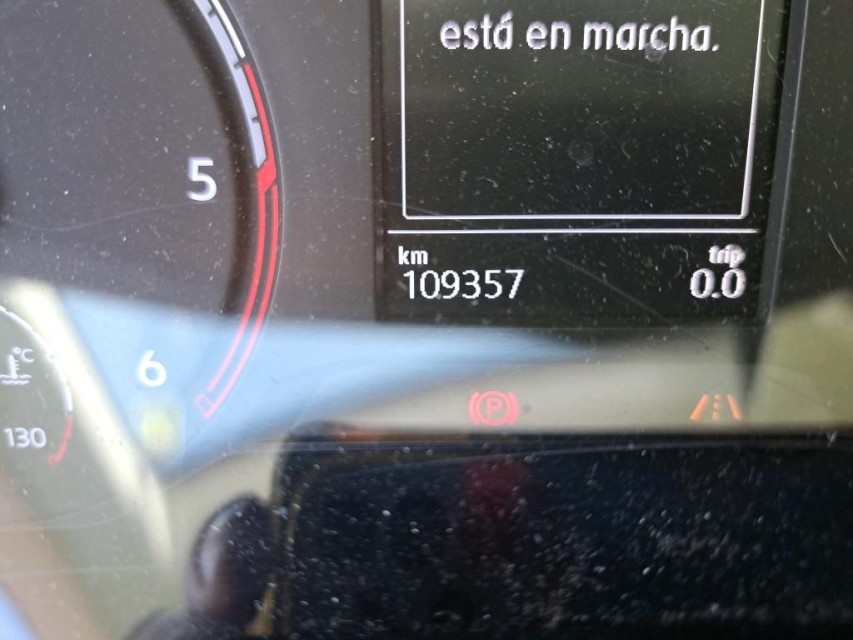 está en marcha.
5
km trip
109357 0.0
6
°C
P
130